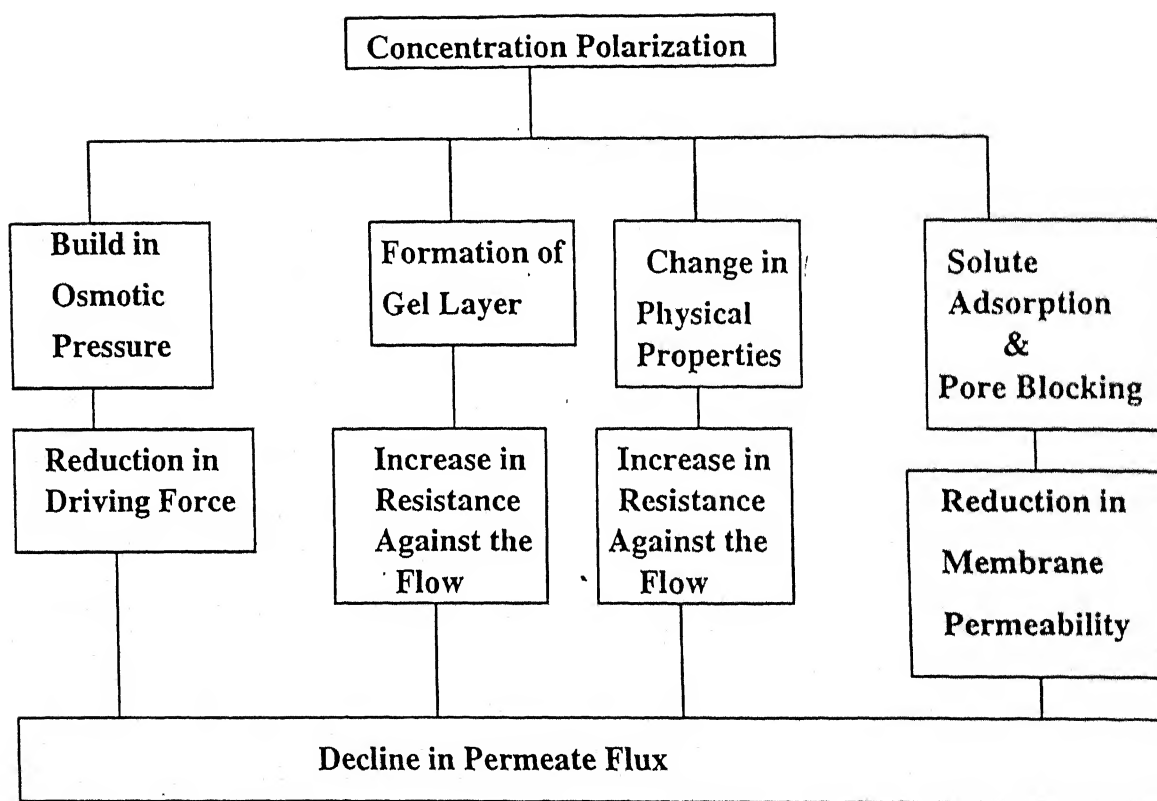 Concentration Polarization
Build in
Osmotic
Pressure
Formation of
Gel Layer
Change in
Physical
Properties
Solute
Adsorption
&
Pore Blocking
Reduction in
Driving Force
Increase in
Resistance
Against the
Flow
Increase in
Resistance
Against the
Flow
Reduction in
Membrane
Permeability
Decline in Permeate Flux